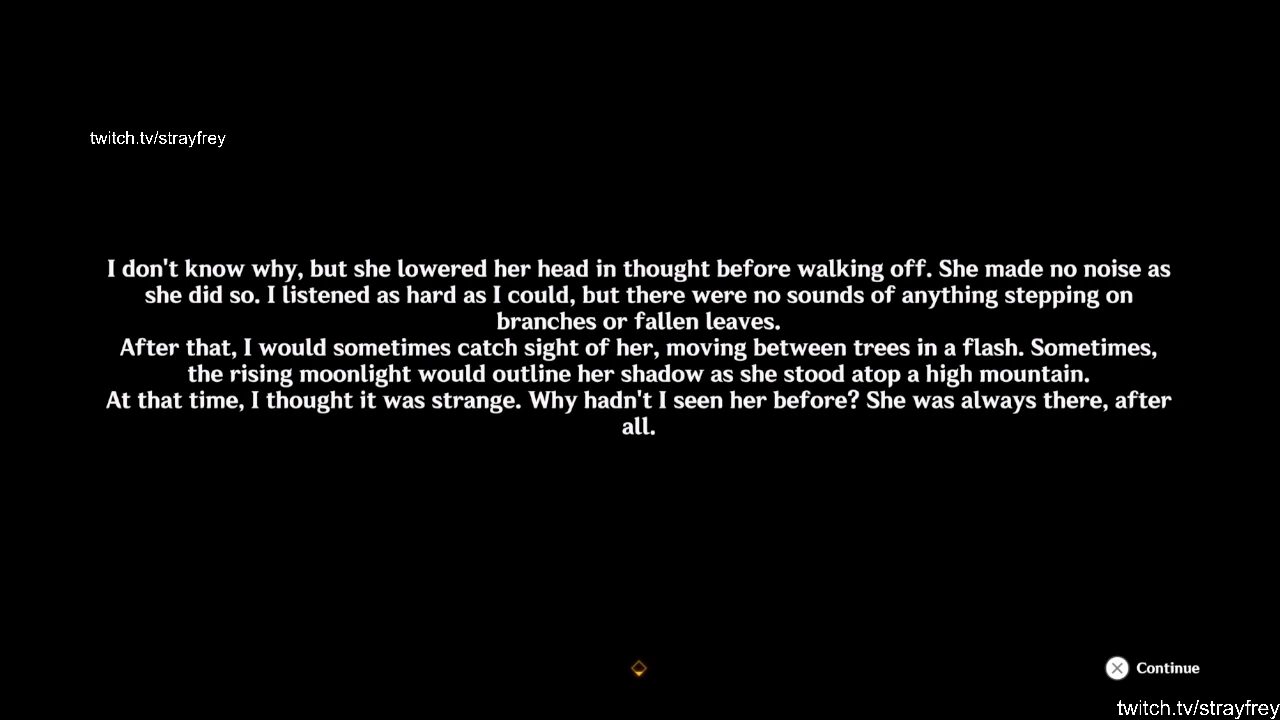 twitch.tv/strayfrey
I don't know why, but she lowered her head in thought before walking off. She made no noise as
she did so. I listened as hard as I could, but there were no sounds of anything stepping on
branches or fallen leaves.
After that, I would sometimes catch sight of her, moving between trees in a flash. Sometimes,
the rising moonlight would outline her shadow as she stood atop a high mountain.
At that time, I thought it was strange. Why hadn't I seen her before? She was always there, after
all.
Continue
twitch.tv/strayfrey